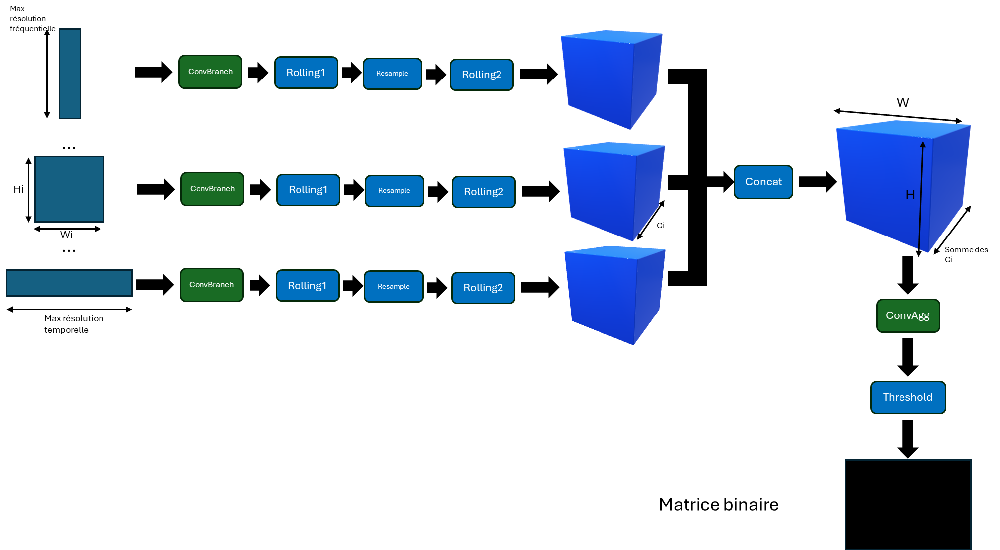 Max
résolution
fréquentielle
ConvBranch
Rolling1
Resample
Rolling2
...
Hi
Wi
ConvBranch
Rolling1
Resample
Rolling2
Ci
...
Max résolution
temporelle
ConvBranch
Rolling1
Resample
Rolling2
Concat
W
H
Somme des
Ci
ConvAgg
Threshold
Matrice binaire